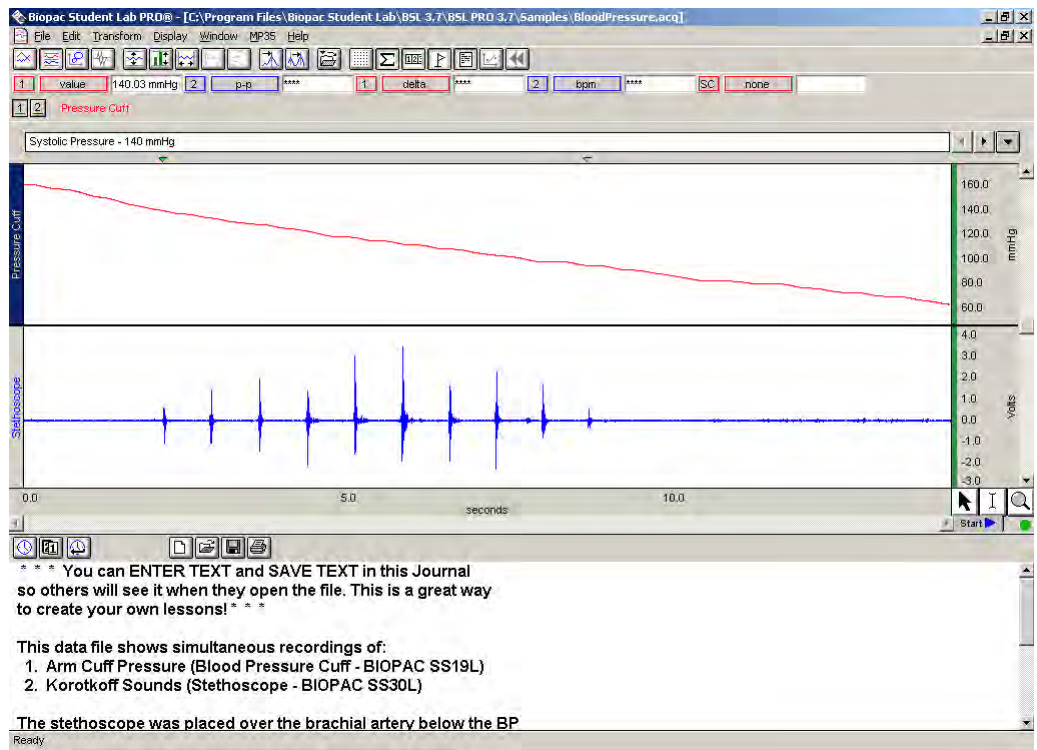 Biopac Student Lab PRO® - [C:\Program Files\Biopac Student Lab\BSL 3.7\BSL PRO 3.7\Samples\BloodPressure.acq]
File Edit Transform Display Window MP35 Help
1 value 140.03 mmHg 2 p-p **** 1 delta **** 2 bpm **** SC none
1 2 Pressure Cuff
Systolic Pressure - 140 mmHg
Pressure Cuff
160.0
140.0
120.0
100.0
80.0
60.0
mmHg
Stethoscope
4.0
3.0
2.0
1.0
0.0
-1.0
-2.0
-3.0
Volts
0.0 5.0 10.0
seconds
Start
* * * You can ENTER TEXT and SAVE TEXT in this Journal
so others will see it when they open the file. This is a great way
to create your own lessons! * * *
This data file shows simultaneous recordings of:
1. Arm Cuff Pressure (Blood Pressure Cuff - BIOPAC SS19L)
2. Korotkoff Sounds (Stethoscope - BIOPAC SS30L)
The stethoscope was placed over the brachial artery below the BP
Ready